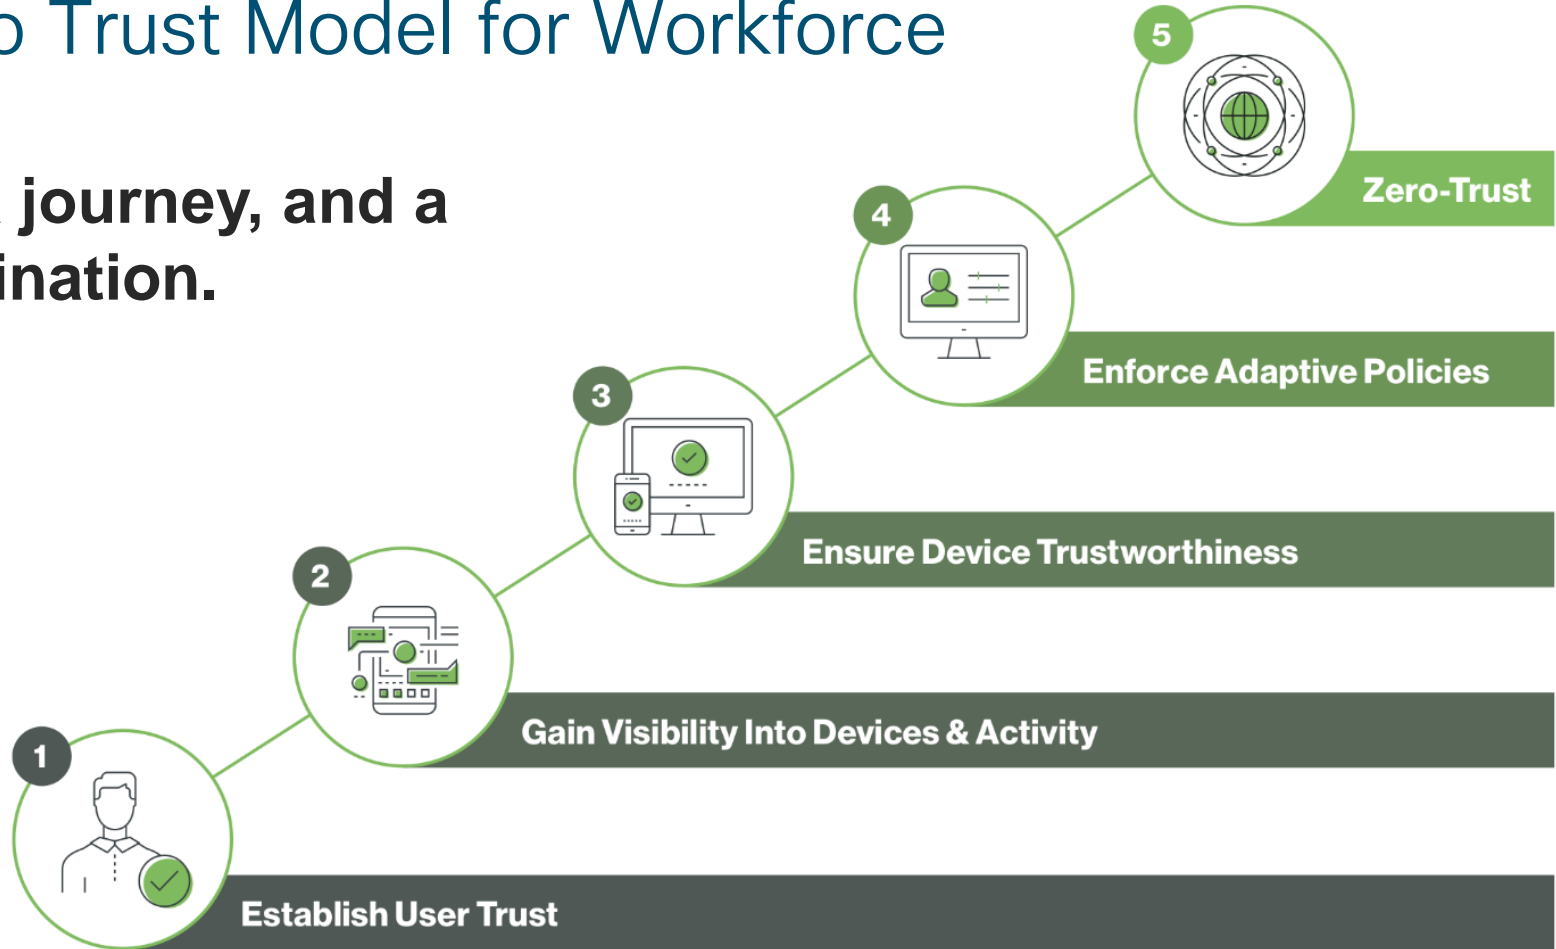 o Trust Model for Workforce
journey, and a
ination.
5
Zero-Trust
4
Enforce Adaptive Policies
3
Ensure Device Trustworthiness
2
Gain Visibility Into Devices & Activity
1
Establish User Trust